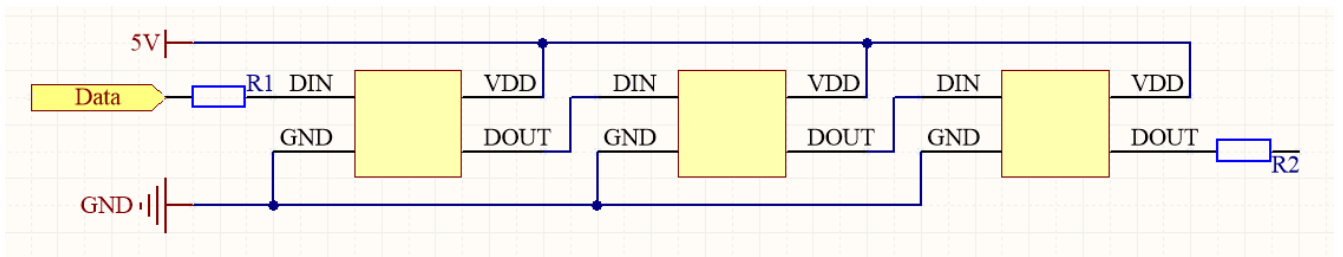 5V
Data R1 DIN VDD DIN VDD DIN VDD
GND DOUT GND DOUT GND DOUT
R2
GND